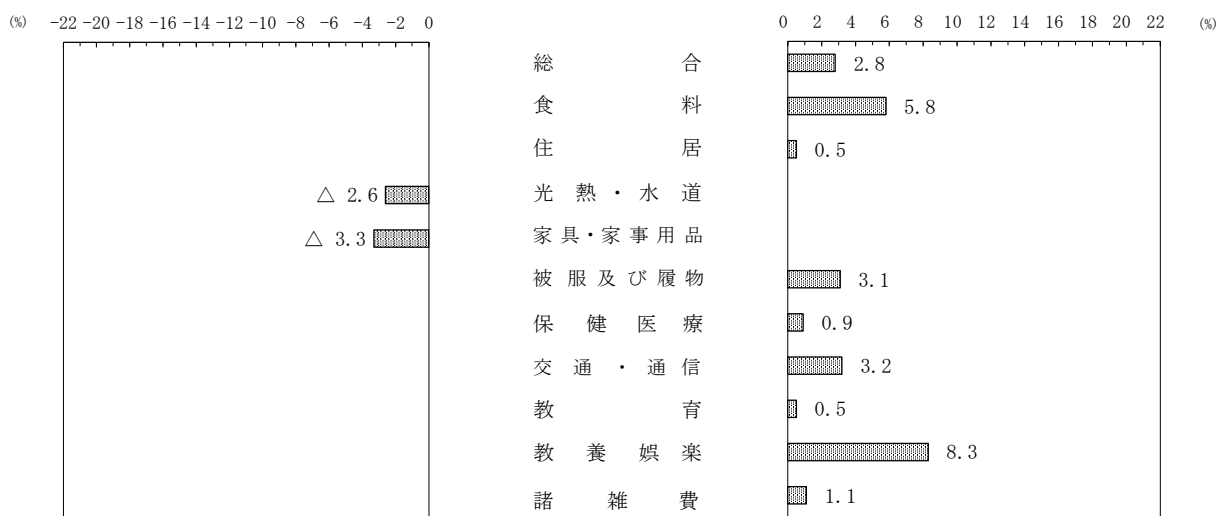 (%) −22 −20 −18 −16 −14 −12 −10 −8 −6 −4 −2 0 0 2 4 6 8 10 12 14 16 18 20 22 (%)
総合 2.8
食料 5.8
住居 0.5
△ 2.6 光熱・水道
△ 3.3 家具・家事用品
被服及び履物 3.1
保健医療 0.9
交通・通信 3.2
教育 0.5
教養娯楽 8.3
諸雑費 1.1